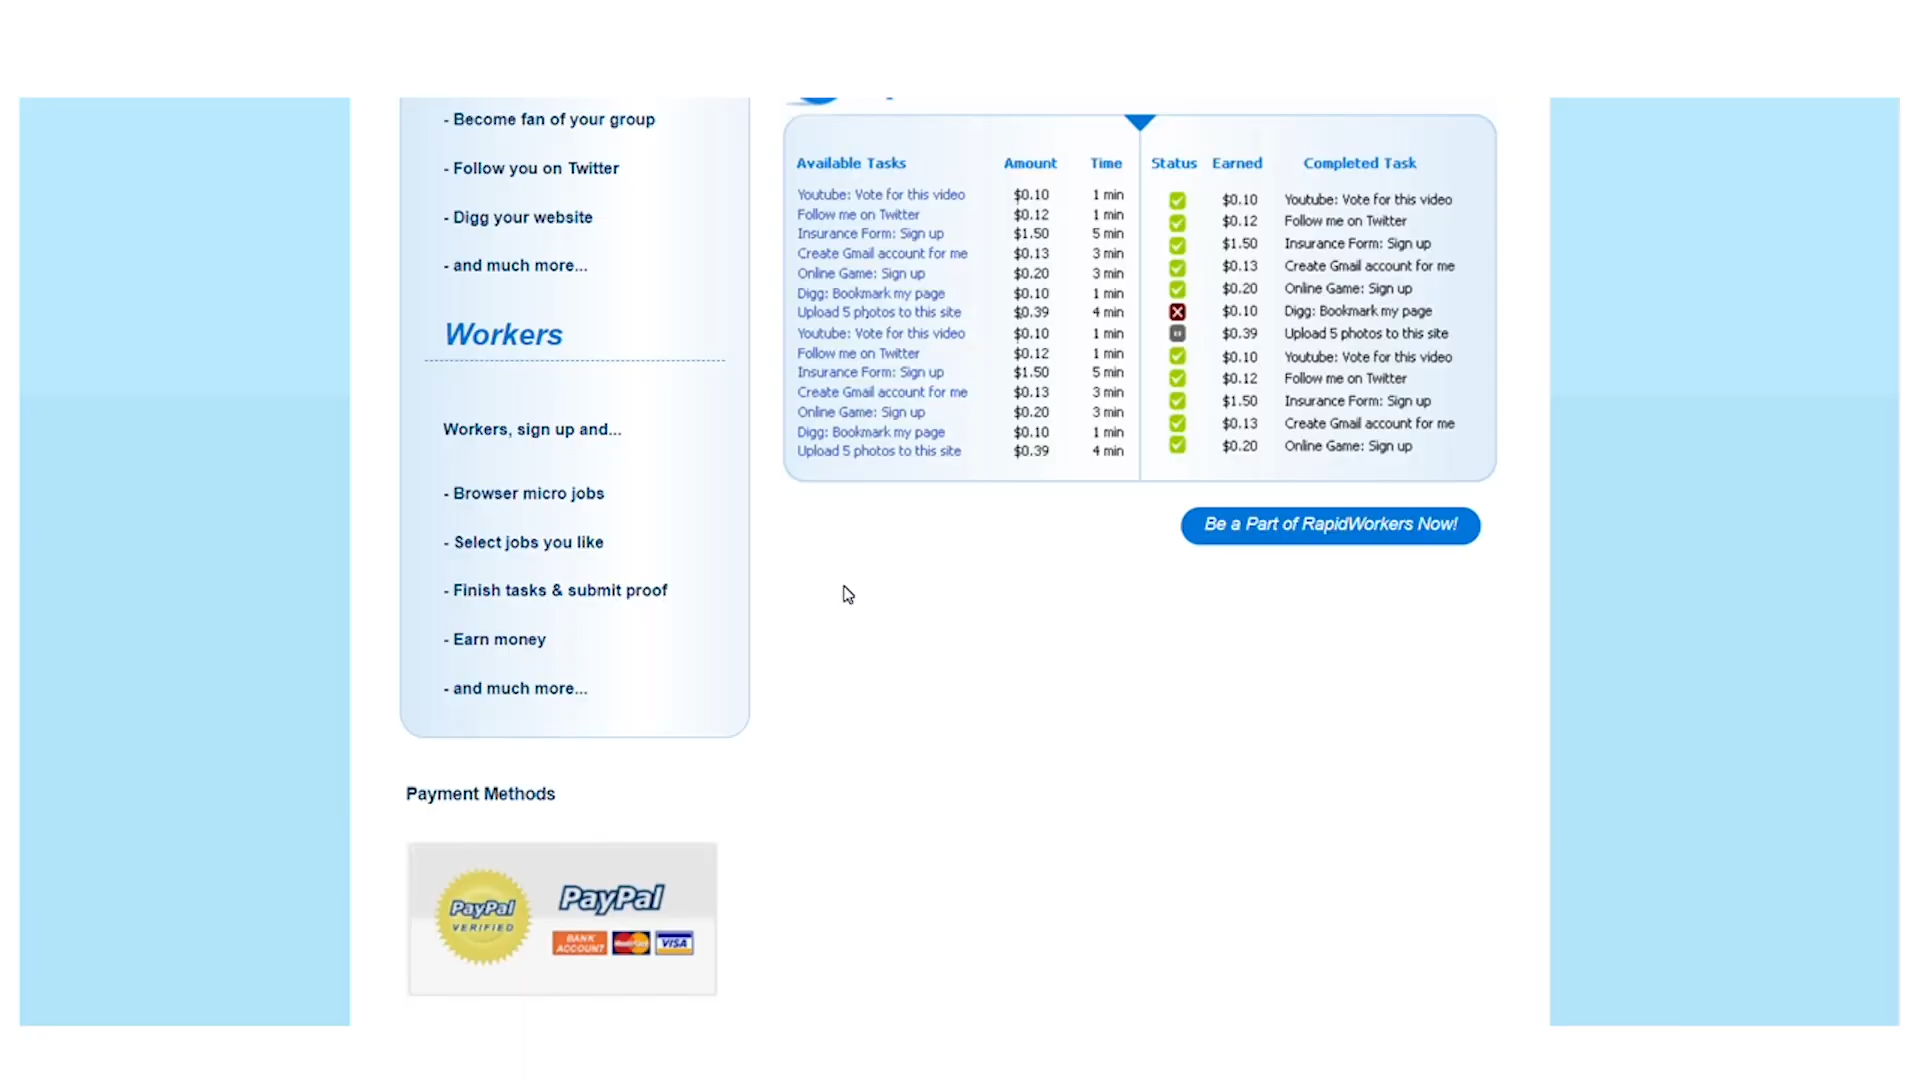 - Become fan of your group
- Follow you on Twitter
- Digg your website
- and much more...
Workers
Workers, sign up and...
- Browser micro jobs
- Select jobs you like
- Finish tasks & submit proof
- Earn money
- and much more...
Payment Methods
PayPal VERIFIED
PayPal
BANK ACCOUNT MasterCard VISA
Available Tasks Amount Time
Youtube: Vote for this video $0.10 1 min
Follow me on Twitter $0.12 1 min
Insurance Form: Sign up $1.50 5 min
Create Gmail account for me $0.13 3 min
Online Game: Sign up $0.20 3 min
Digg: Bookmark my page $0.10 1 min
Upload 5 photos to this site $0.39 4 min
Youtube: Vote for this video $0.10 1 min
Follow me on Twitter $0.12 1 min
Insurance Form: Sign up $1.50 5 min
Create Gmail account for me $0.13 3 min
Online Game: Sign up $0.20 3 min
Digg: Bookmark my page $0.10 1 min
Upload 5 photos to this site $0.39 4 min
Status Earned Completed Task
$0.10 Youtube: Vote for this video
$0.12 Follow me on Twitter
$1.50 Insurance Form: Sign up
$0.13 Create Gmail account for me
$0.20 Online Game: Sign up
$0.10 Digg: Bookmark my page
$0.39 Upload 5 photos to this site
$0.10 Youtube: Vote for this video
$0.12 Follow me on Twitter
$1.50 Insurance Form: Sign up
$0.13 Create Gmail account for me
$0.20 Online Game: Sign up
Be a Part of RapidWorkers Now!